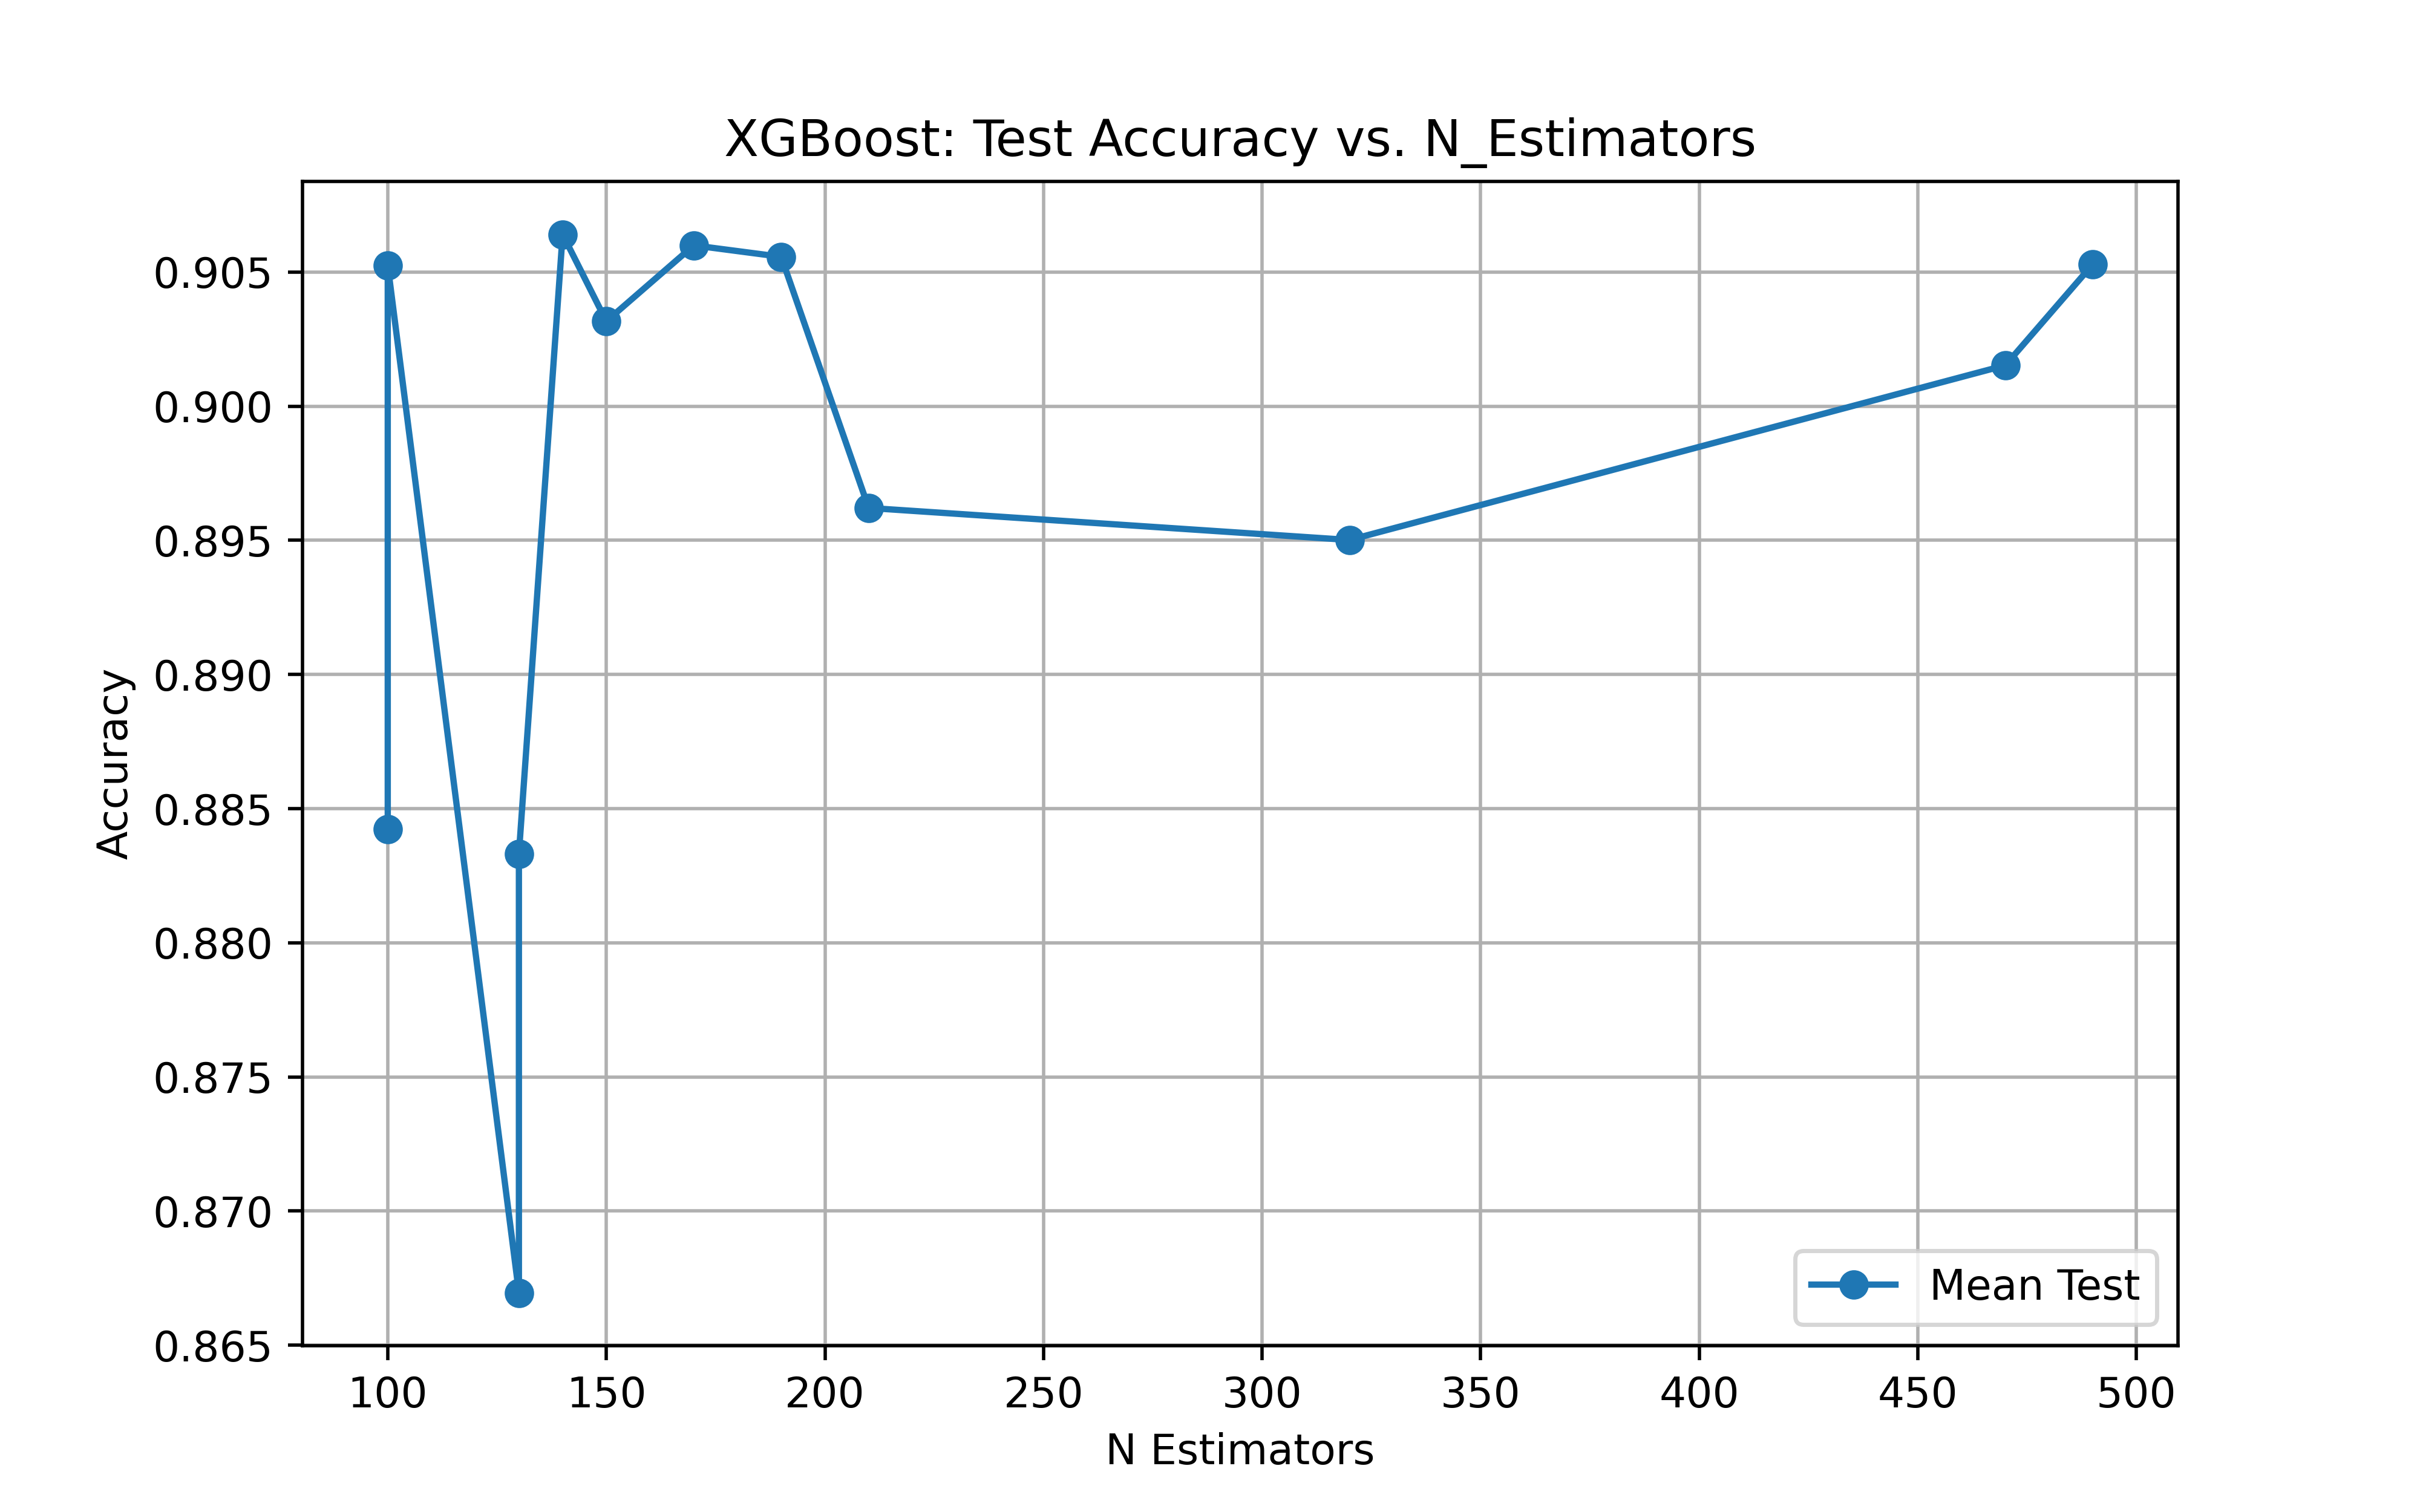 XGBoost: Test Accuracy vs. N_Estimators
Accuracy
0.905
0.900
0.895
0.890
0.885
0.880
0.875
0.870
0.865
Mean Test
100 150 200 250 300 350 400 450 500
N Estimators